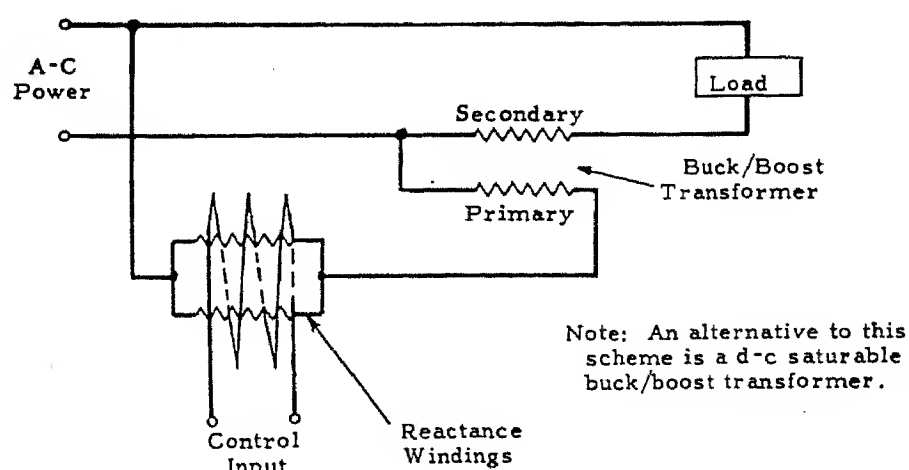 A-C
Power
Load
Secondary
Buck/Boost
Transformer
Primary
Note: An alternative to this
scheme is a d-c saturable
buck/boost transformer.
Control
Input
Reactance
Windings